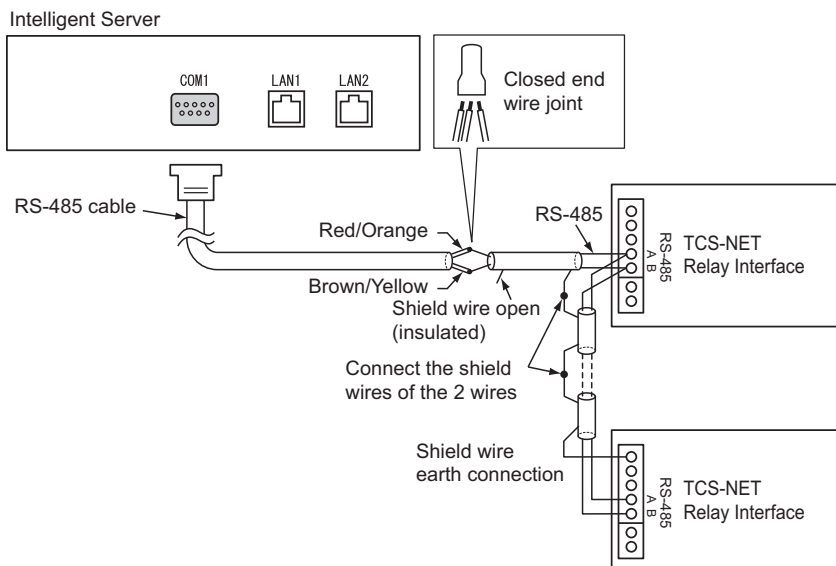 Intelligent Server
COM1
LAN1
LAN2
Closed end
wire joint
RS-485 cable
Red/Orange
Brown/Yellow
RS-485
Shield wire open
(insulated)
RS-485
A
B
TCS-NET
Relay Interface
Connect the shield
wires of the 2 wires
Shield wire
earth connection
RS-485
A
B
TCS-NET
Relay Interface